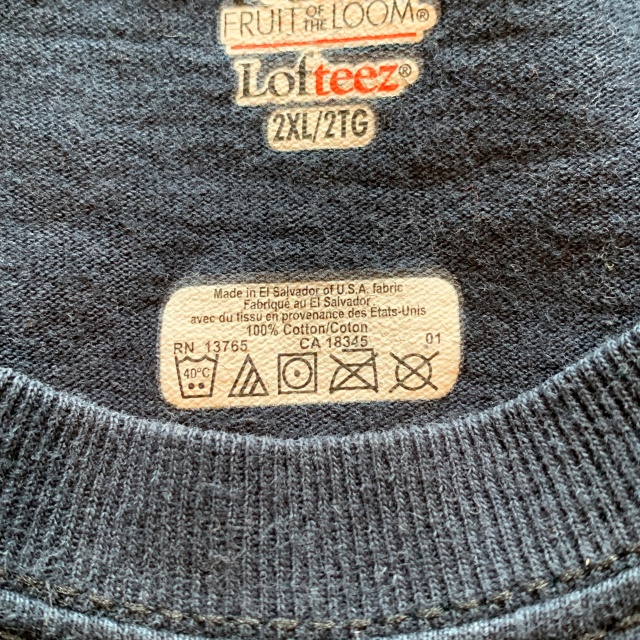 FRUIT OF THE LOOM®
Lofteez®
2XL/2TG
Made in El Salvador of U.S.A. fabric
Fabriqué au El Salvador
avec du tissu en provenance des Etats-Unis
100% Cotton/Coton
RN 13765 CA 18345 01
40°C